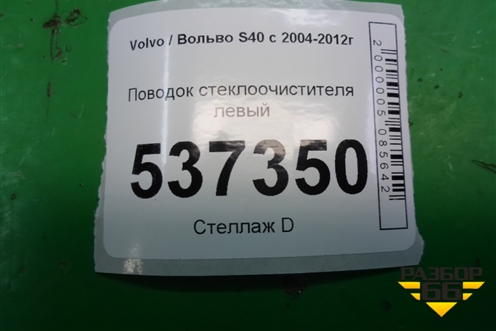 Volvo / Вольво S40 с 2004-2012г
Поводок стеклоочистителя
левый
537350
Стеллаж D
2000005085642
РАЗБОР
66